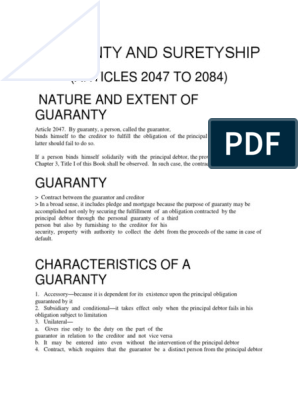 NTY AND SURETYSHIP
(ARTICLES 2047 TO 2084)
NATURE AND EXTENT OF
GUARANTY
Article 2047. By guaranty, a person, called the guarantor,
binds himself to the creditor to fulfill the obligation of the principal
latter should fail to do so.
If a person binds himself solidarily with the principal debtor, the
Chapter 3, Title I of this Book shall be observed. In such case, the
PDF
GUARANTY
> Contract between the guarantor and creditor
> In a broad sense, it includes pledge and mortgage because the purpose of guaranty may be
accomplished not only by securing the fulfillment of an obligation contracted by the
principal debtor through the personal guaranty of a third
person but also by furnishing to the creditor for his
security, property with authority to collect the debt from the proceeds of the same in case of
default.
CHARACTERISTICS OF A
GUARANTY
1. Accessory—because it is dependent for its existence upon the principal obligation
guaranteed by it
2. Subsidiary and conditional—it takes effect only when the principal debtor fails in his
obligation subject to limitation
3. Unilateral—
a. Gives rise only to the duty on the part of the
guarantor in relation to the creditor and not vice versa
b. It may be entered into even without the intervention of the principal debtor
4. Contract, which requires that the guarantor be a distinct person from the principal debtor